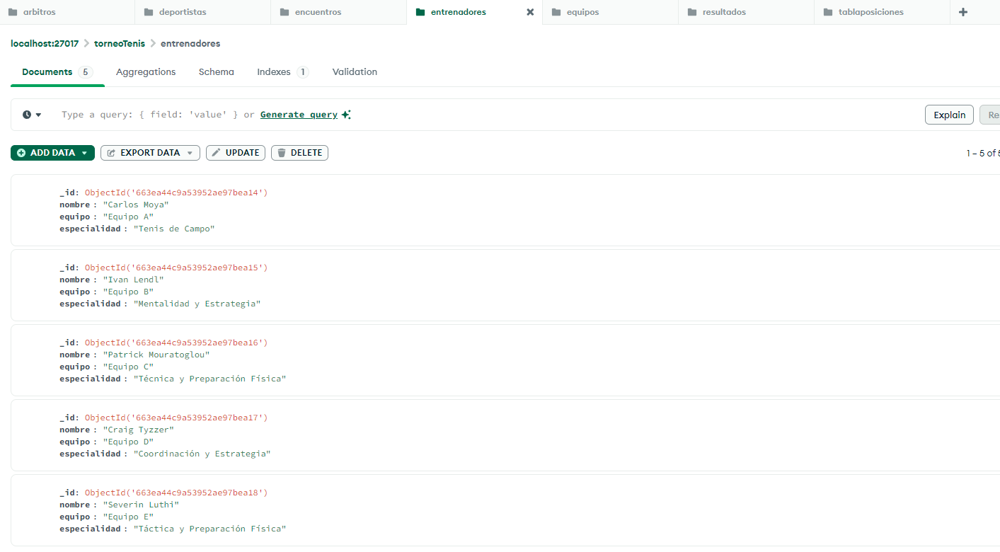 arbitros deportistas encuentros entrenadores equipos resultados tablaposiciones
localhost:27017 torneoTenis entrenadores
Documents 5 Aggregations Schema Indexes 1 Validation
Type a query: { field: 'value' } or Generate query Explain Re
ADD DATA EXPORT DATA UPDATE DELETE 1 – 5 of 5
_id: ObjectId('663ea44c9a53952ae97bea14')
nombre : "Carlos Moya"
equipo : "Equipo A"
especialidad : "Tenis de Campo"
_id: ObjectId('663ea44c9a53952ae97bea15')
nombre : "Ivan Lendl"
equipo : "Equipo B"
especialidad : "Mentalidad y Estrategia"
_id: ObjectId('663ea44c9a53952ae97bea16')
nombre : "Patrick Mouratoglou"
equipo : "Equipo C"
especialidad : "Técnica y Preparación Física"
_id: ObjectId('663ea44c9a53952ae97bea17')
nombre : "Craig Tyzzer"
equipo : "Equipo D"
especialidad : "Coordinación y Estrategia"
_id: ObjectId('663ea44c9a53952ae97bea18')
nombre : "Severin Luthi"
equipo : "Equipo E"
especialidad : "Táctica y Preparación Física"